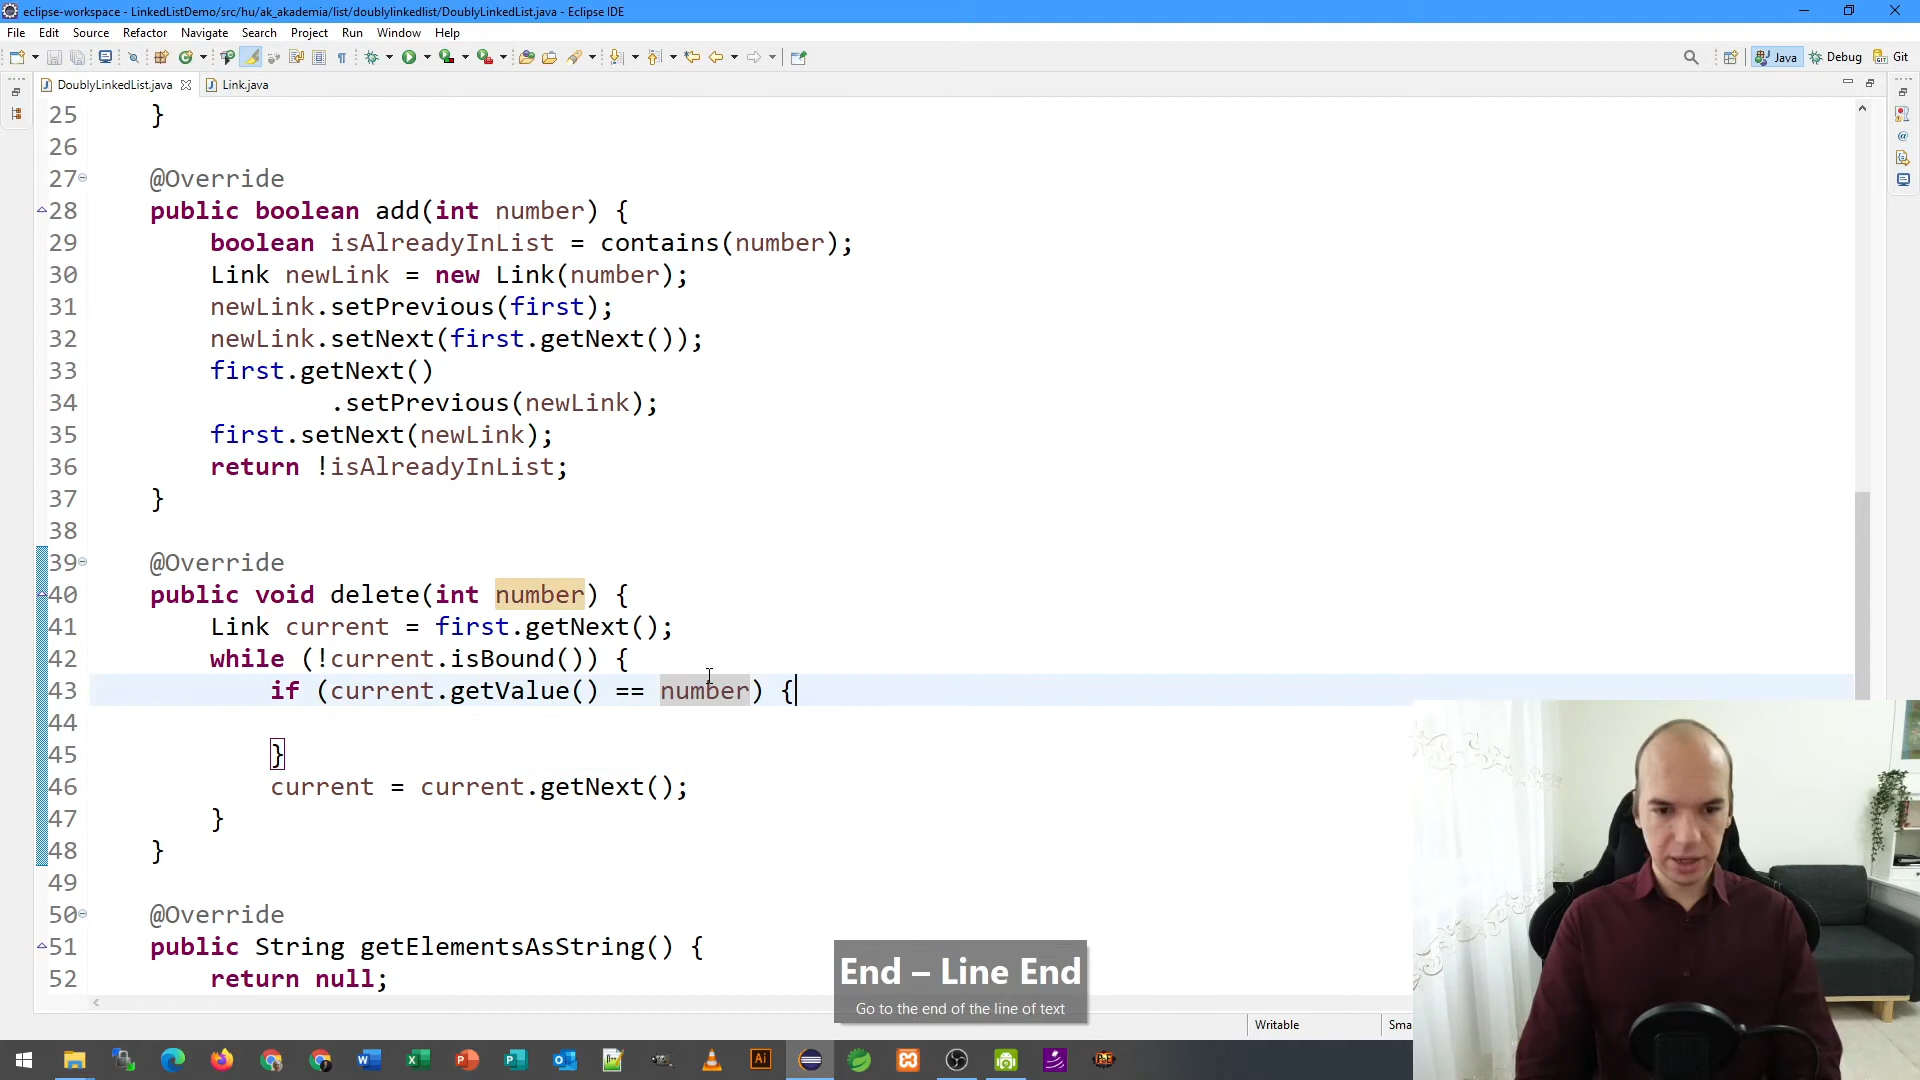 eclipse-workspace - LinkedListDemo/src/hu/ak_akademia/list/doublylinkedlist/DoublyLinkedList.java - Eclipse IDE
File Edit Source Refactor Navigate Search Project Run Window Help
Java Debug Git
DoublyLinkedList.java Link.java
25 }
26
27 @Override
28 public boolean add(int number) {
29 boolean isAlreadyInList = contains(number);
30 Link newLink = new Link(number);
31 newLink.setPrevious(first);
32 newLink.setNext(first.getNext());
33 first.getNext()
34 .setPrevious(newLink);
35 first.setNext(newLink);
36 return !isAlreadyInList;
37 }
38
39 @Override
40 public void delete(int number) {
41 Link current = first.getNext();
42 while (!current.isBound()) {
43 if (current.getValue() == number) {
44
45 }
46 current = current.getNext();
47 }
48 }
49
50 @Override
51 public String getElementsAsString() {
52 return null;
End – Line End
Go to the end of the line of text
Writable Sma